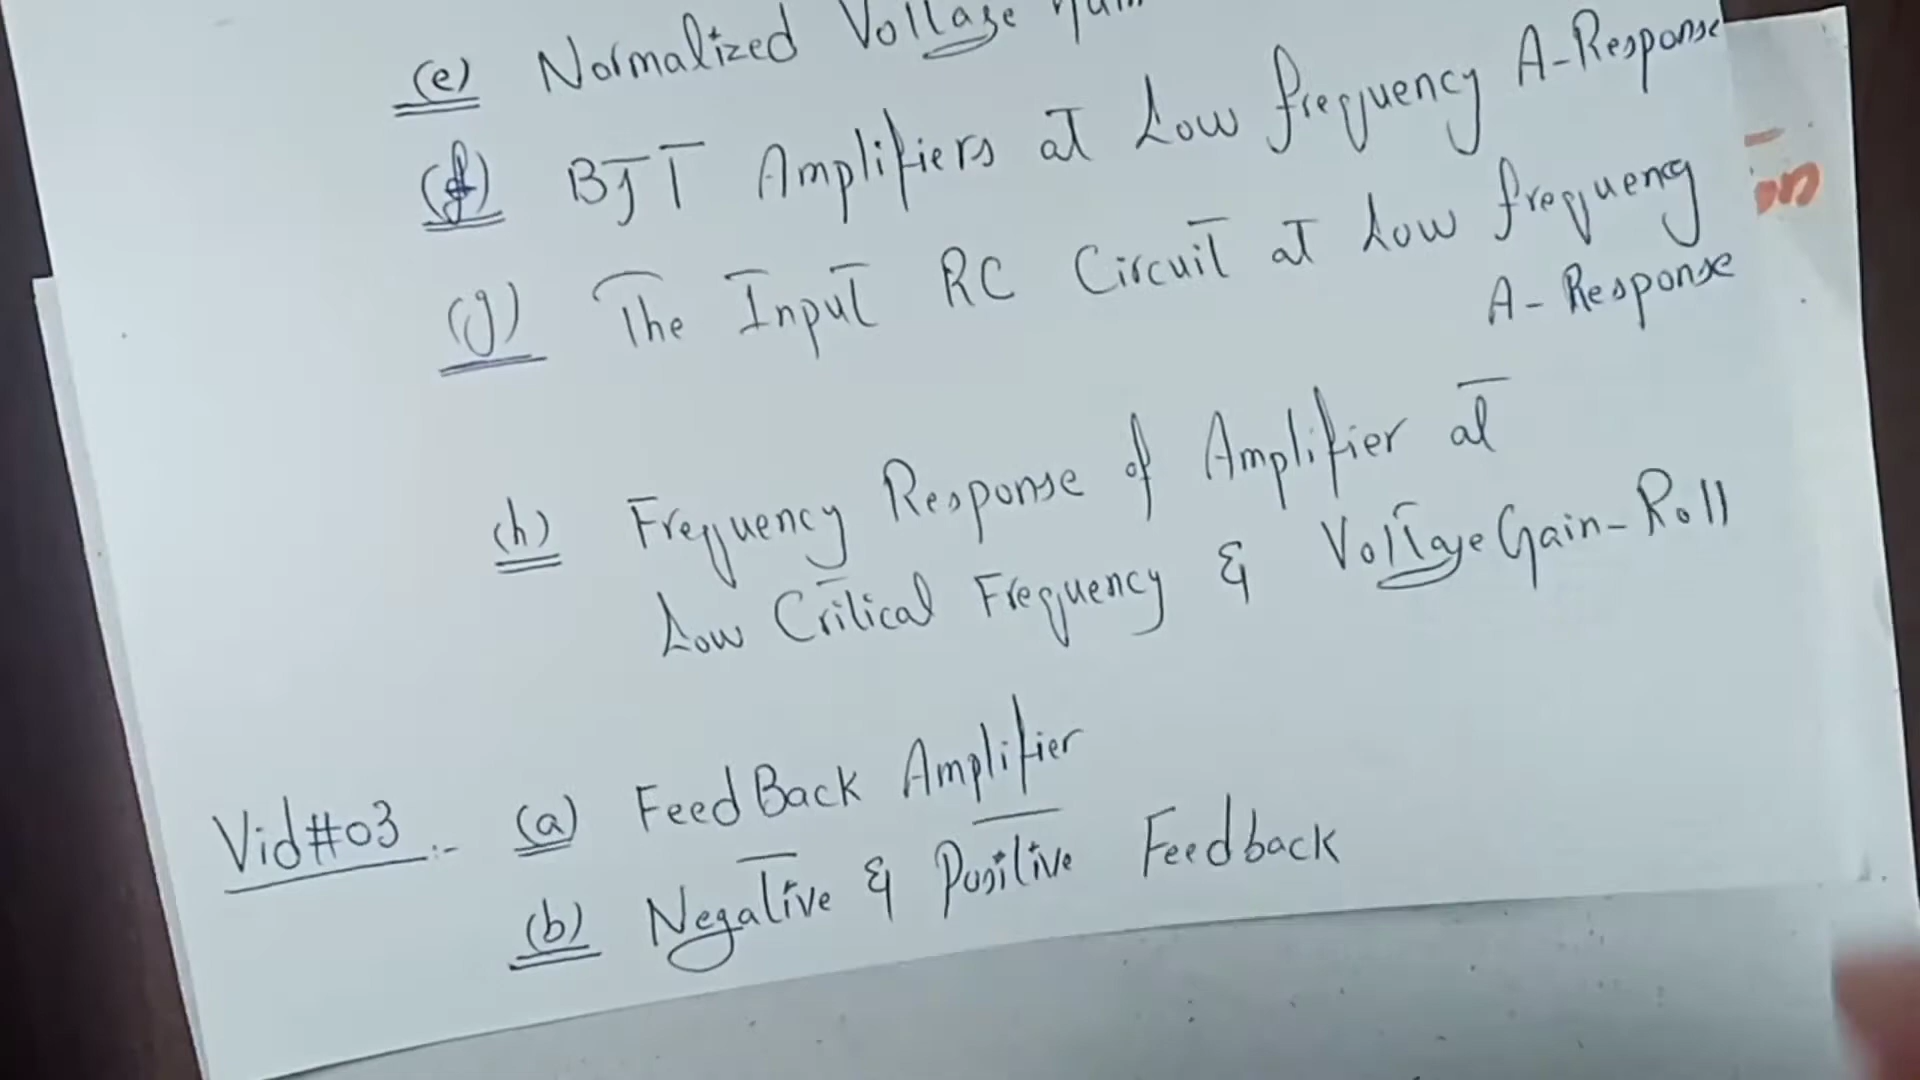 (e) Normalized Voltage
(f) BJT Amplifiers at Low frequency A-Response
(g) The Input RC Circuit at Low frequency
A-Response
(h) Frequency Response of Amplifier at
Low Critical Frequency & Voltage Gain-Roll
Vid#03:- (a) FeedBack Amplifier
(b) Negative & Positive Feedback